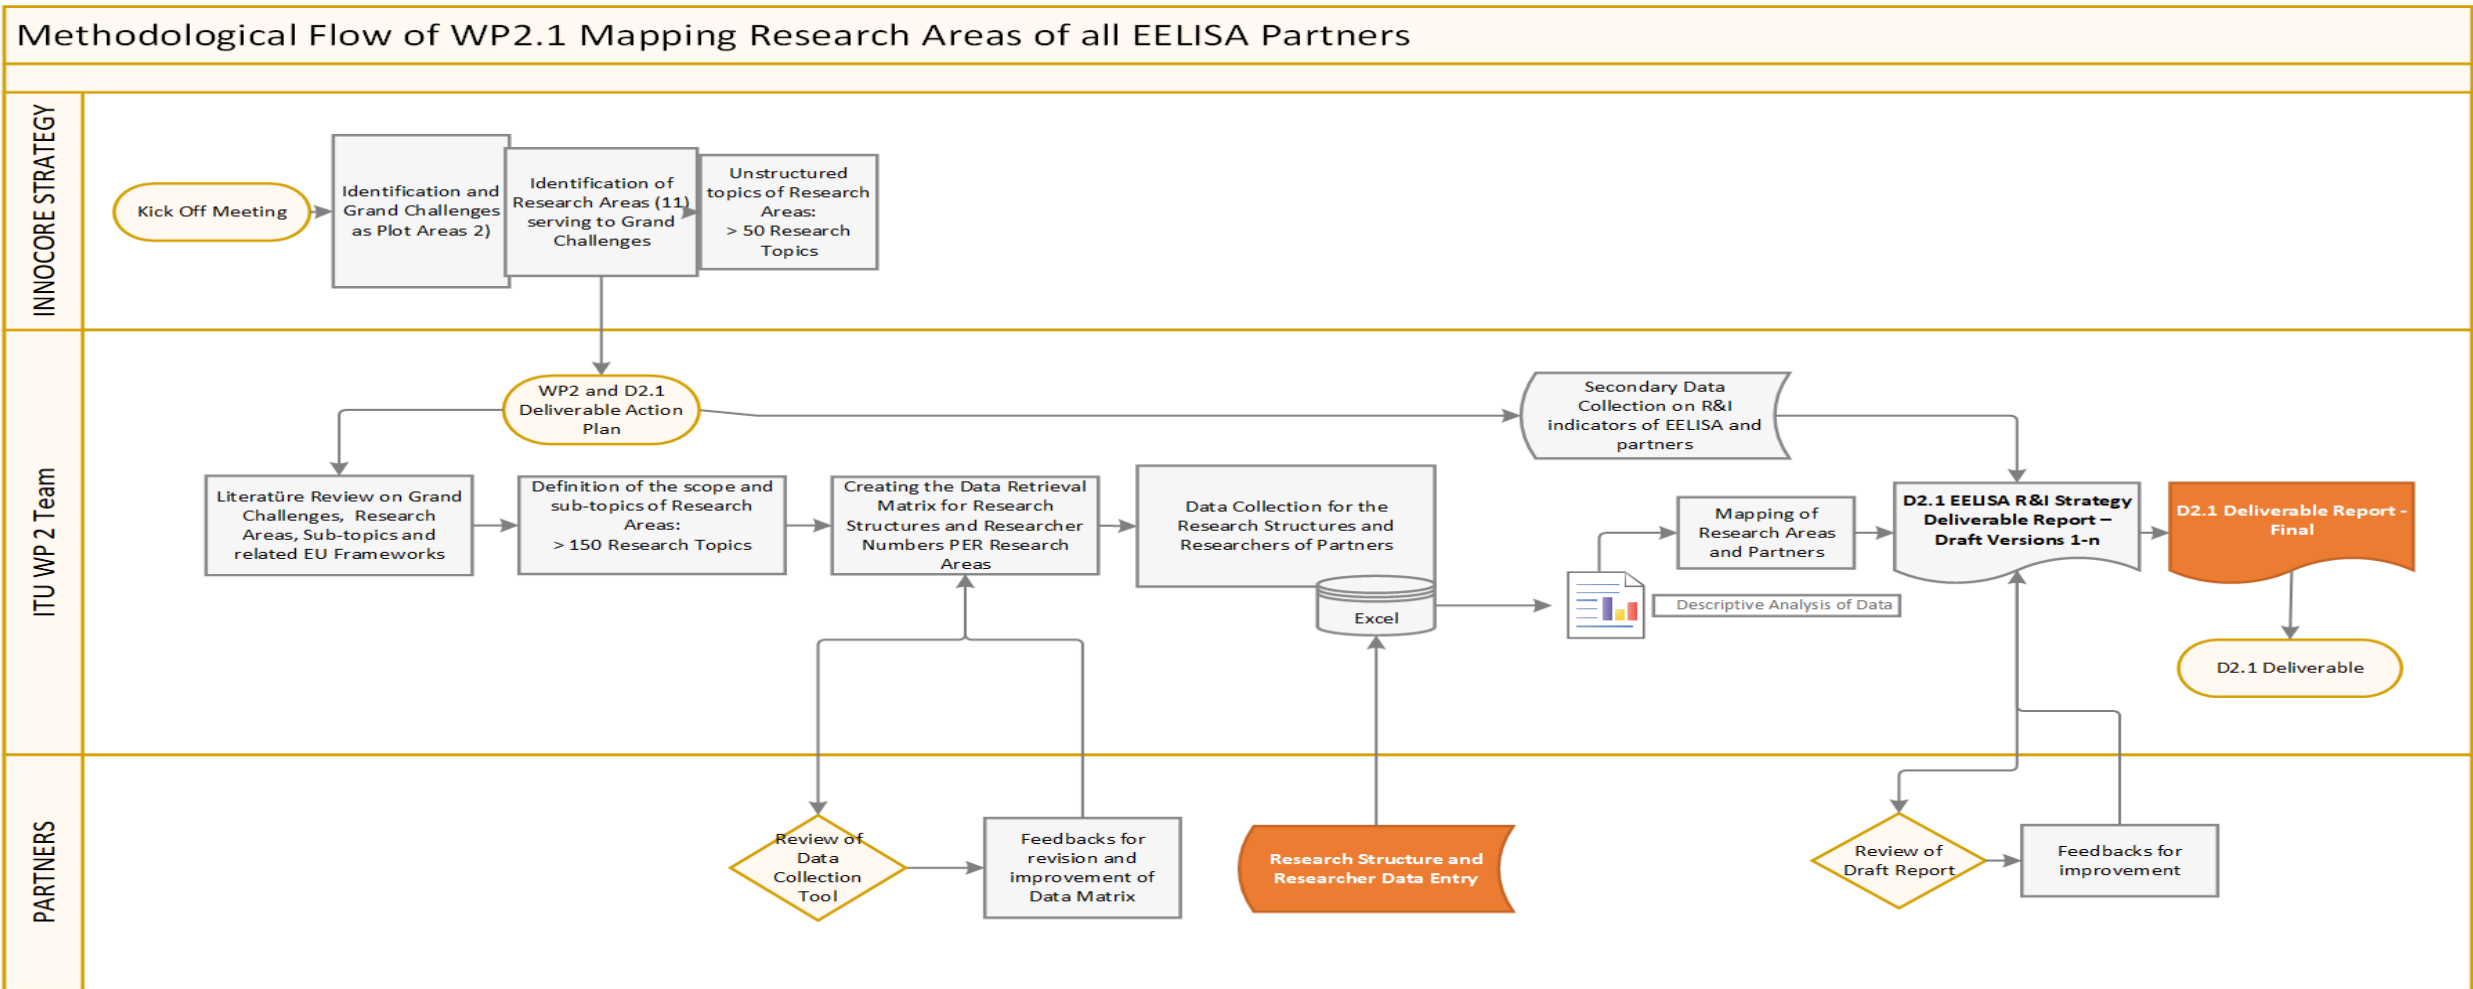 Methodological Flow of WP2.1 Mapping Research Areas of all EELISA Partners
INNOCORE STRATEGY
Kick Off Meeting
Identification and
Grand Challenges
as Plot Areas 2)
Identification of
Research Areas (11)
serving to Grand
Challenges
Unstructured
topics of Research
Areas:
> 50 Research
Topics
ITU WP 2 Team
WP2 and D2.1
Deliverable Action
Plan
Secondary Data
Collection on R&I
indicators of EELISA and
partners
Literatüre Review on Grand
Challenges, Research
Areas, Sub-topics and
related EU Frameworks
Definition of the scope and
sub-topics of Research
Areas:
> 150 Research Topics
Creating the Data Retrieval
Matrix for Research
Structures and Researcher
Numbers PER Research
Areas
Data Collection for the
Research Structures and
Researchers of Partners
Excel
Descriptive Analysis of Data
Mapping of
Research Areas
and Partners
D2.1 EELISA R&I Strategy
Deliverable Report –
Draft Versions 1-n
D2.1 Deliverable Report -
Final
D2.1 Deliverable
PARTNERS
Review of
Data
Collection
Tool
Feedbacks for
revision and
improvement of
Data Matrix
Research Structure and
Researcher Data Entry
Review of
Draft Report
Feedbacks for
improvement